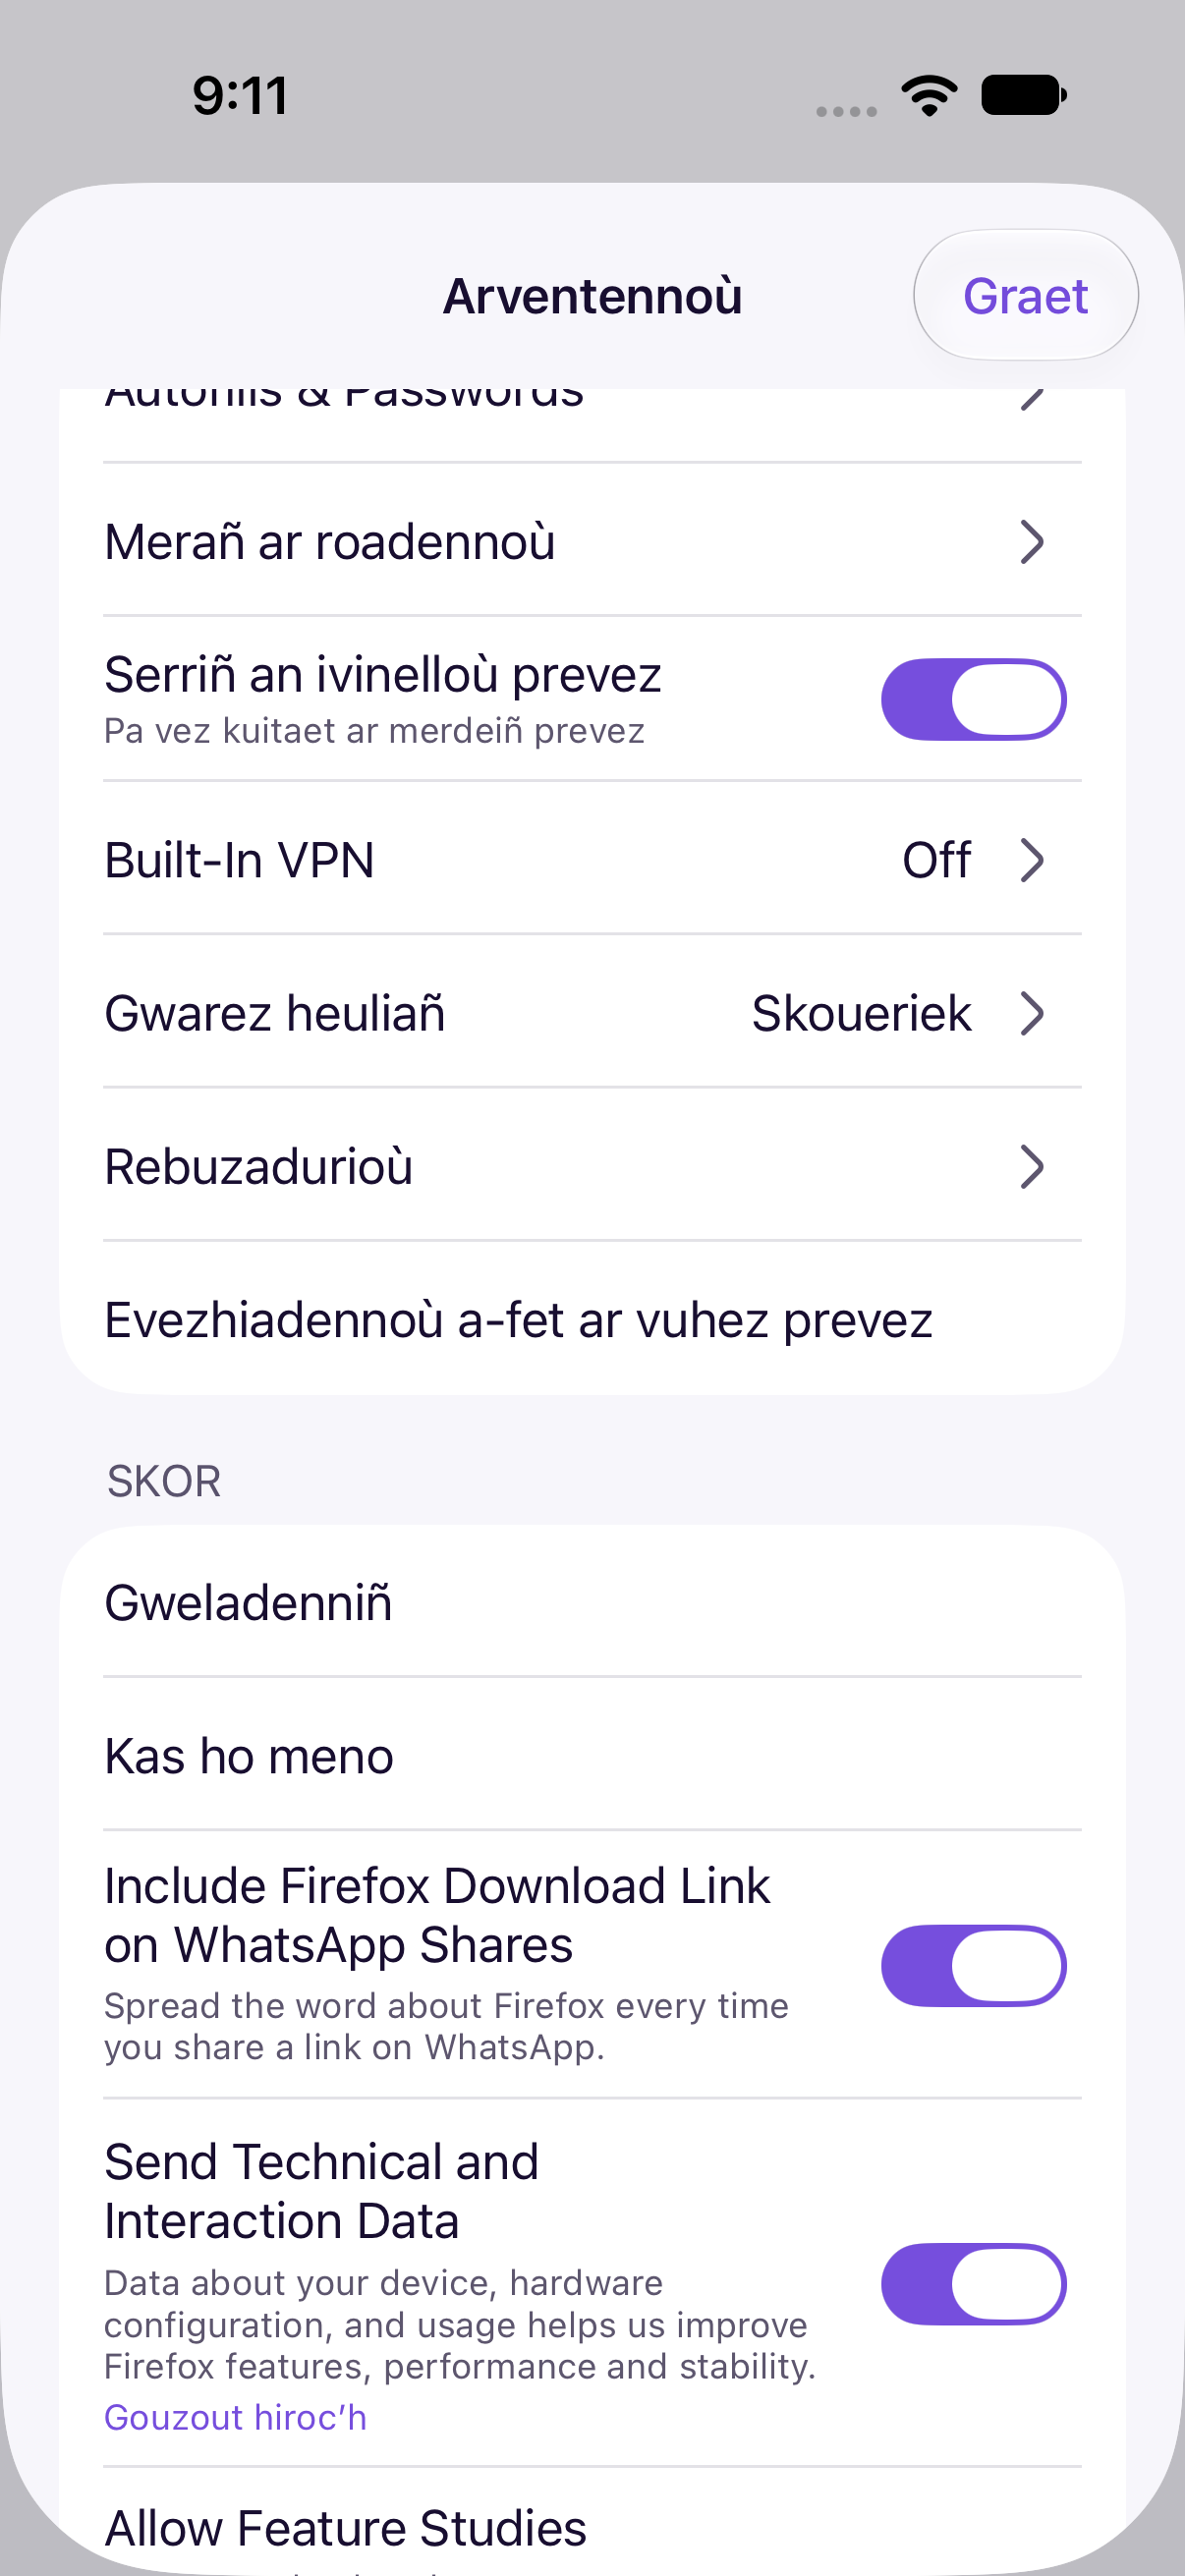 9:11
Arventennoù
Graet
Autofills & Passwords
Merañ ar roadennoù
Serriñ an ivinelloù prevez
Pa vez kuitaet ar merdeiñ prevez
Built-In VPN
Off
Gwarez heuliañ
Skoueriek
Rebuzadurioù
Evezhiadennoù a-fet ar vuhez prevez
SKOR
Gweladenniñ
Kas ho meno
Include Firefox Download Link
on WhatsApp Shares
Spread the word about Firefox every time
you share a link on WhatsApp.
Send Technical and
Interaction Data
Data about your device, hardware
configuration, and usage helps us improve
Firefox features, performance and stability.
Gouzout hiroc’h
Allow Feature Studies